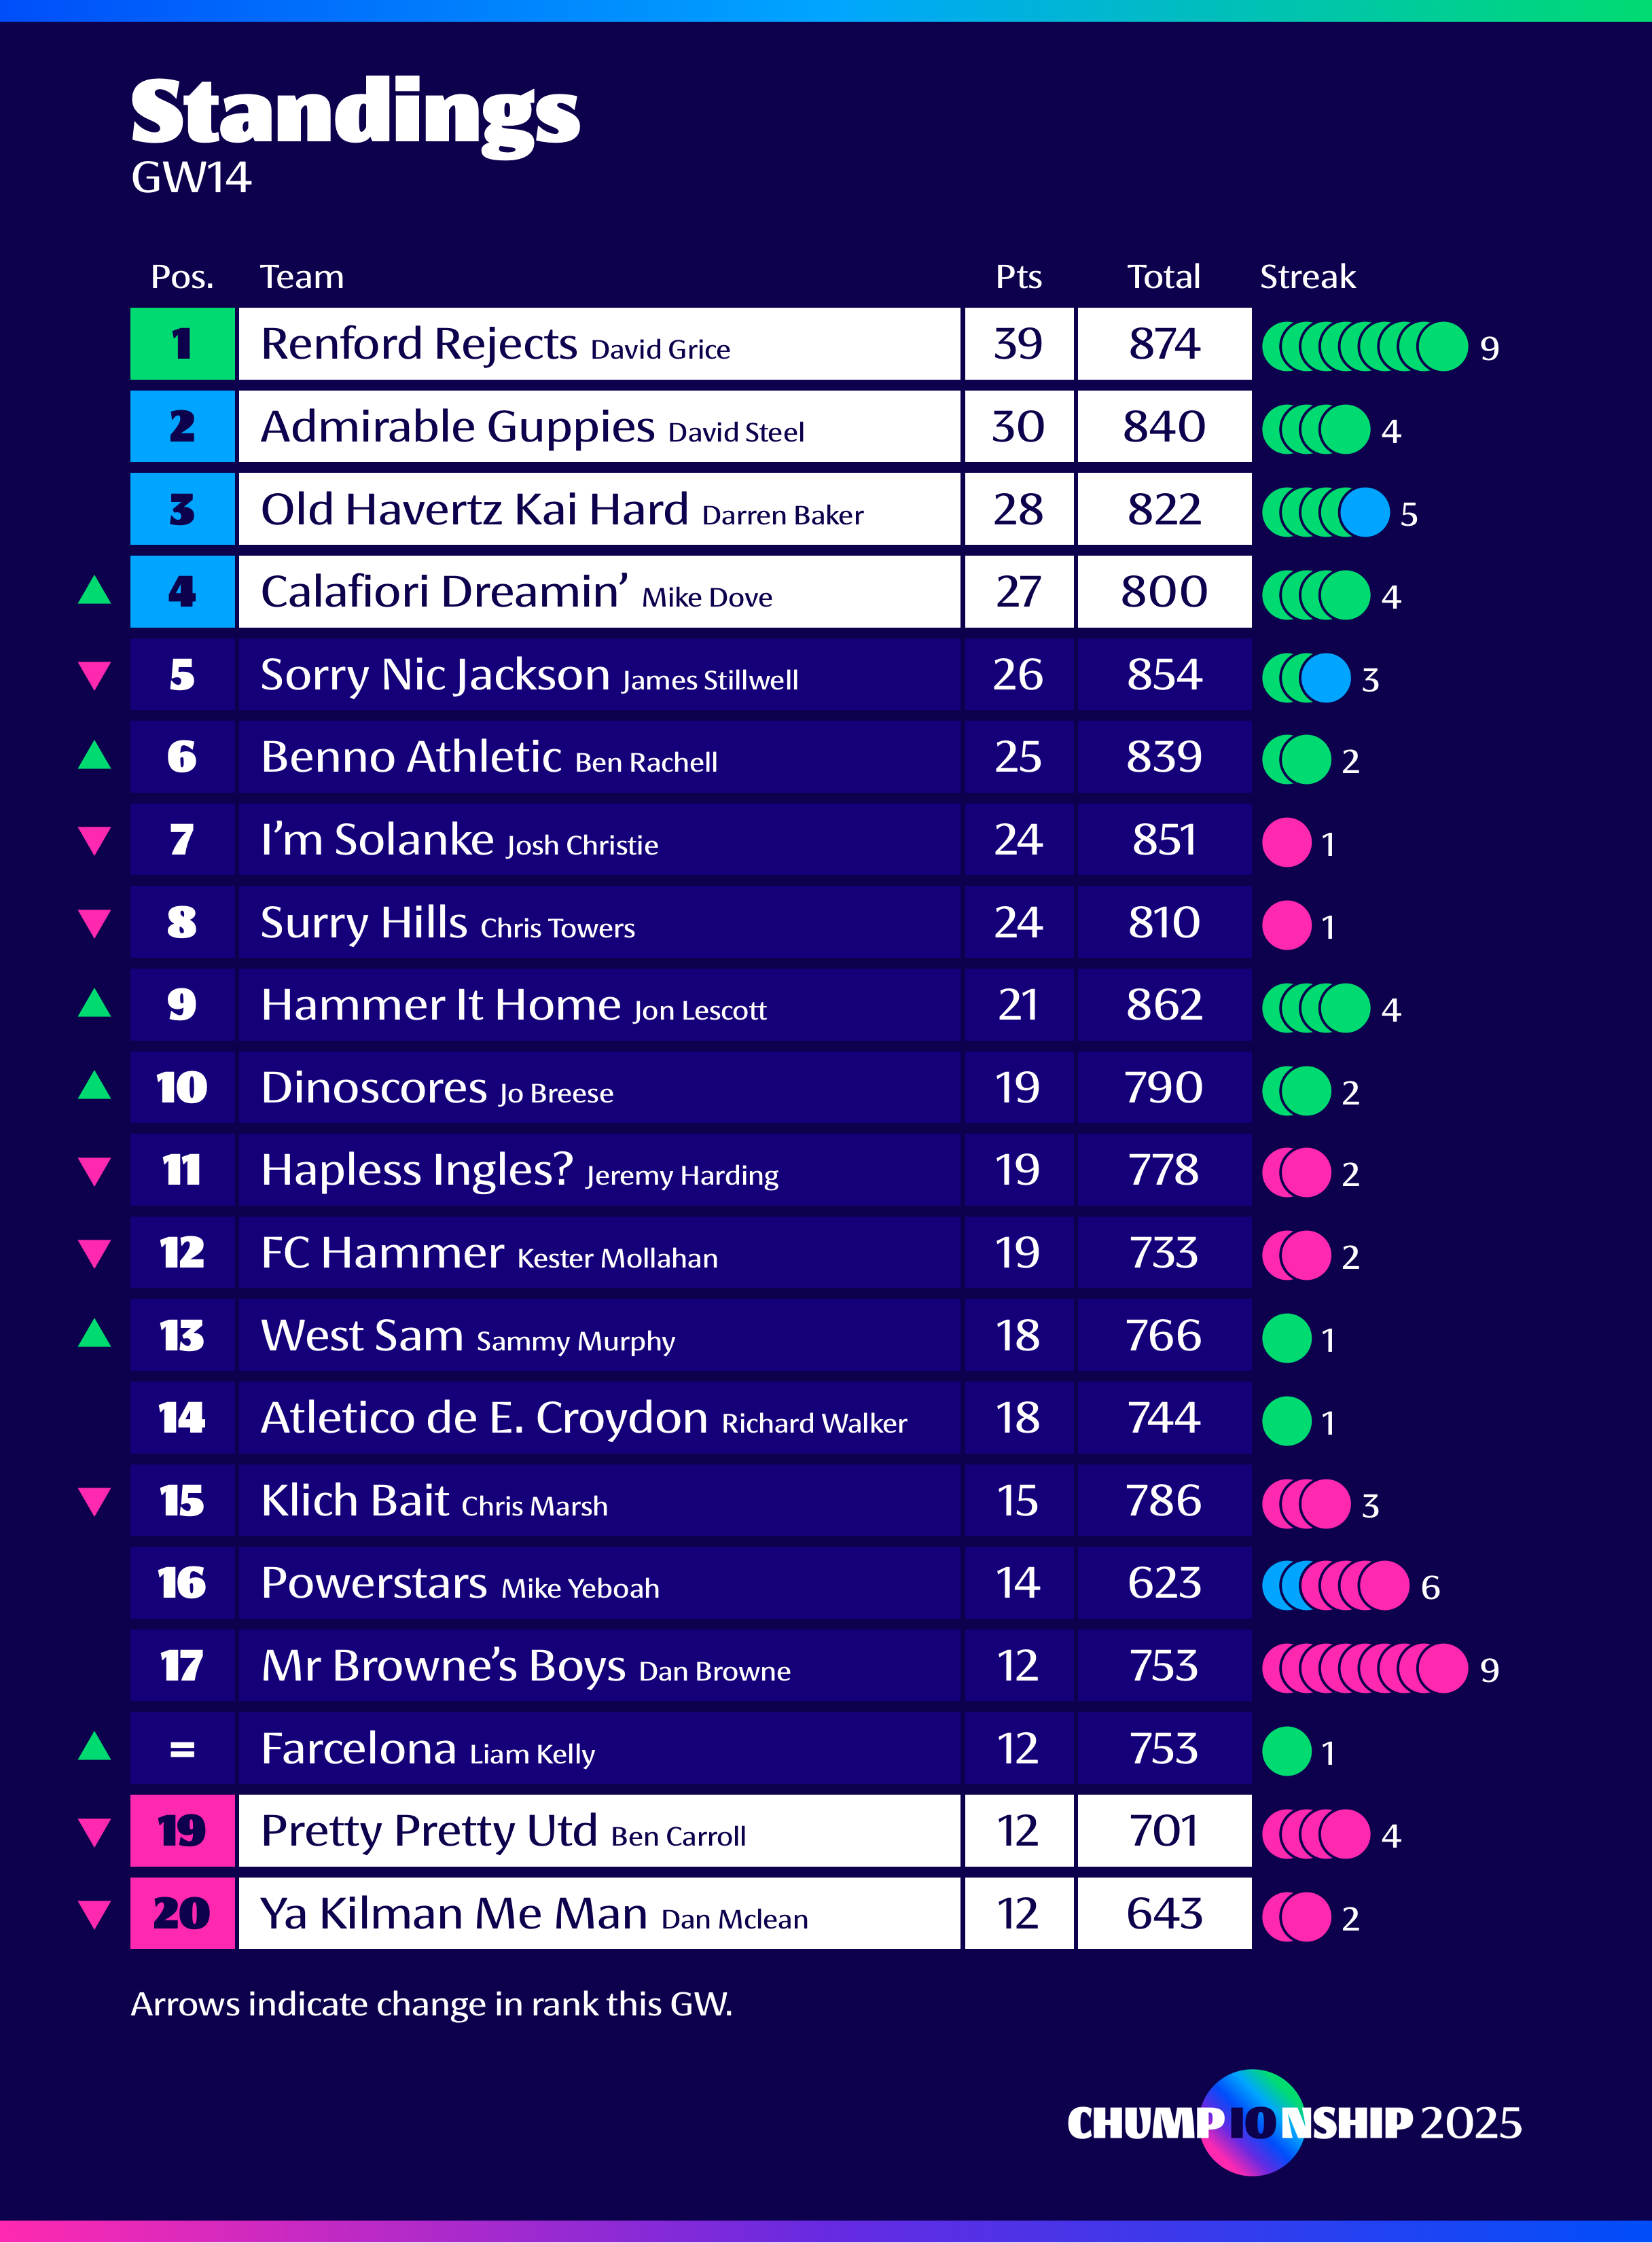 Standings
GW14
Pos. Team Pts Total Streak
1 Renford Rejects David Grice 39 874 9
2 Admirable Guppies David Steel 30 840 4
3 Old Havertz Kai Hard Darren Baker 28 822 5
4 Calafiori Dreamin’ Mike Dove 27 800 4
5 Sorry Nic Jackson James Stillwell 26 854 3
6 Benno Athletic Ben Rachell 25 839 2
7 I’m Solanke Josh Christie 24 851 1
8 Surry Hills Chris Towers 24 810 1
9 Hammer It Home Jon Lescott 21 862 4
10 Dinoscores Jo Breese 19 790 2
11 Hapless Ingles? Jeremy Harding 19 778 2
12 FC Hammer Kester Mollahan 19 733 2
13 West Sam Sammy Murphy 18 766 1
14 Atletico de E. Croydon Richard Walker 18 744 1
15 Klich Bait Chris Marsh 15 786 3
16 Powerstars Mike Yeboah 14 623 6
17 Mr Browne’s Boys Dan Browne 12 753 9
= Farcelona Liam Kelly 12 753 1
19 Pretty Pretty Utd Ben Carroll 12 701 4
20 Ya Kilman Me Man Dan Mclean 12 643 2
Arrows indicate change in rank this GW.
CHUMPIONSHIP 2025